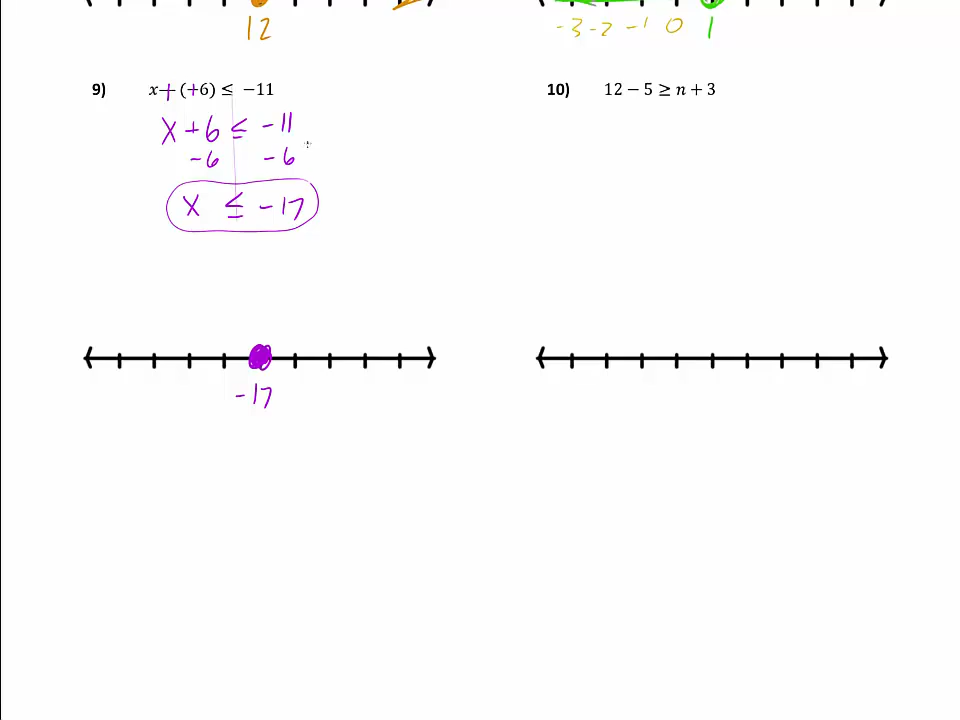 12
-3 -2 -1 0 1
9) x + (+6) ≤ -11
10) 12 − 5 ≥ n + 3
x + 6 ≤ -11
-6 -6
x ≤ -17
-17